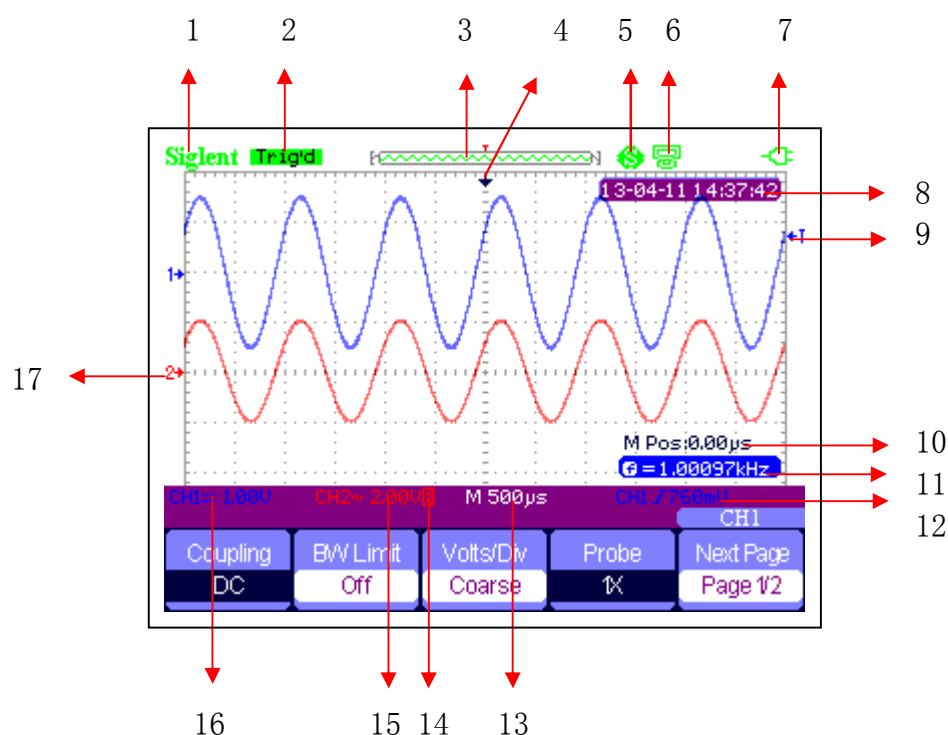 1 2 3 4 5 6 7
Siglent Trig'd T
13-04-11 14:37:42 8
T 9
1
17 2
M Pos:0.00μs 10
f = 1.00097kHz 11
CH1= 1.00V CH2~ 2.00V B M 500μs CH1 760mV 12
CH1
Coupling BW Limit Volts/Div Probe Next Page
DC Off Coarse 1X Page 1/2
16 15 14 13